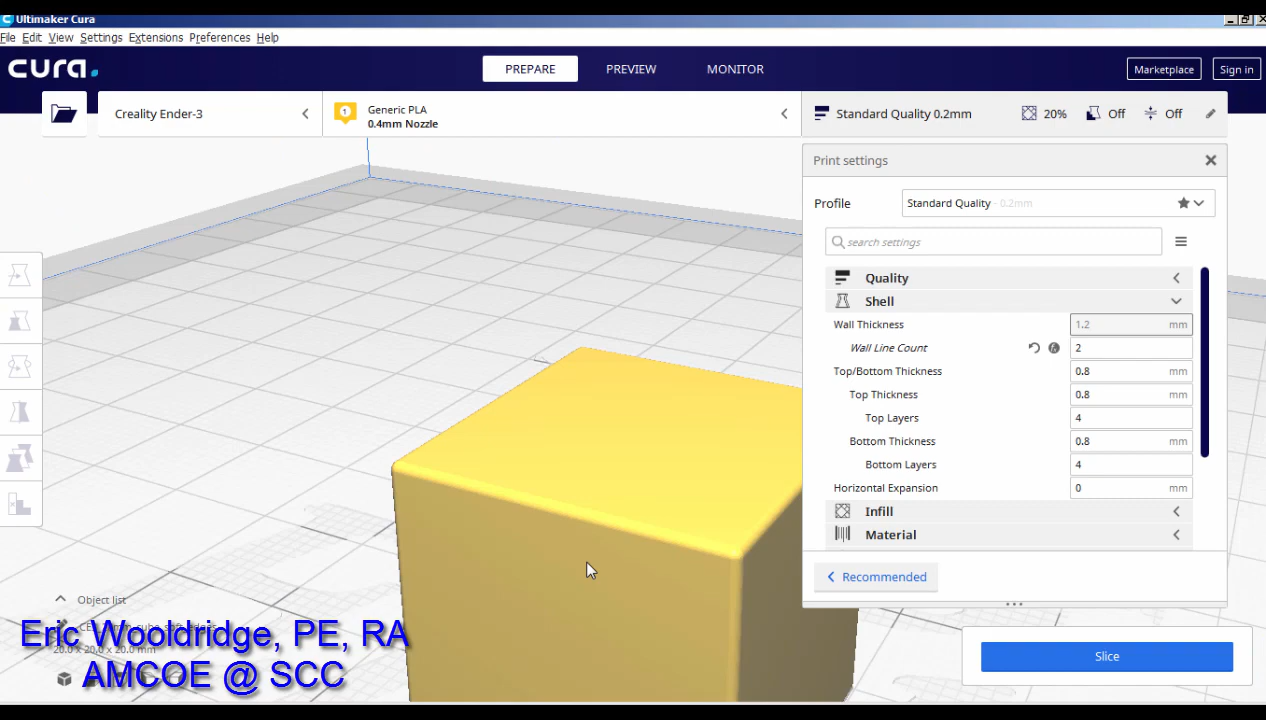 Ultimaker Cura
File Edit View Settings Extensions Preferences Help
cura.
PREPARE PREVIEW MONITOR
Marketplace Sign in
Creality Ender-3
1 Generic PLA
0.4mm Nozzle
Standard Quality 0.2mm 20% Off Off
Print settings
Profile Standard Quality - 0.2mm
search settings
Quality
Shell
Wall Thickness 1.2 mm
Wall Line Count 2
Top/Bottom Thickness 0.8 mm
Top Thickness 0.8 mm
Top Layers 4
Bottom Thickness 0.8 mm
Bottom Layers 4
Horizontal Expansion 0 mm
Infill
Material
Recommended
Object list
20.0 x 20.0 x 20.0 mm
Eric Wooldridge, PE, RA
AMCOE @ SCC
Slice